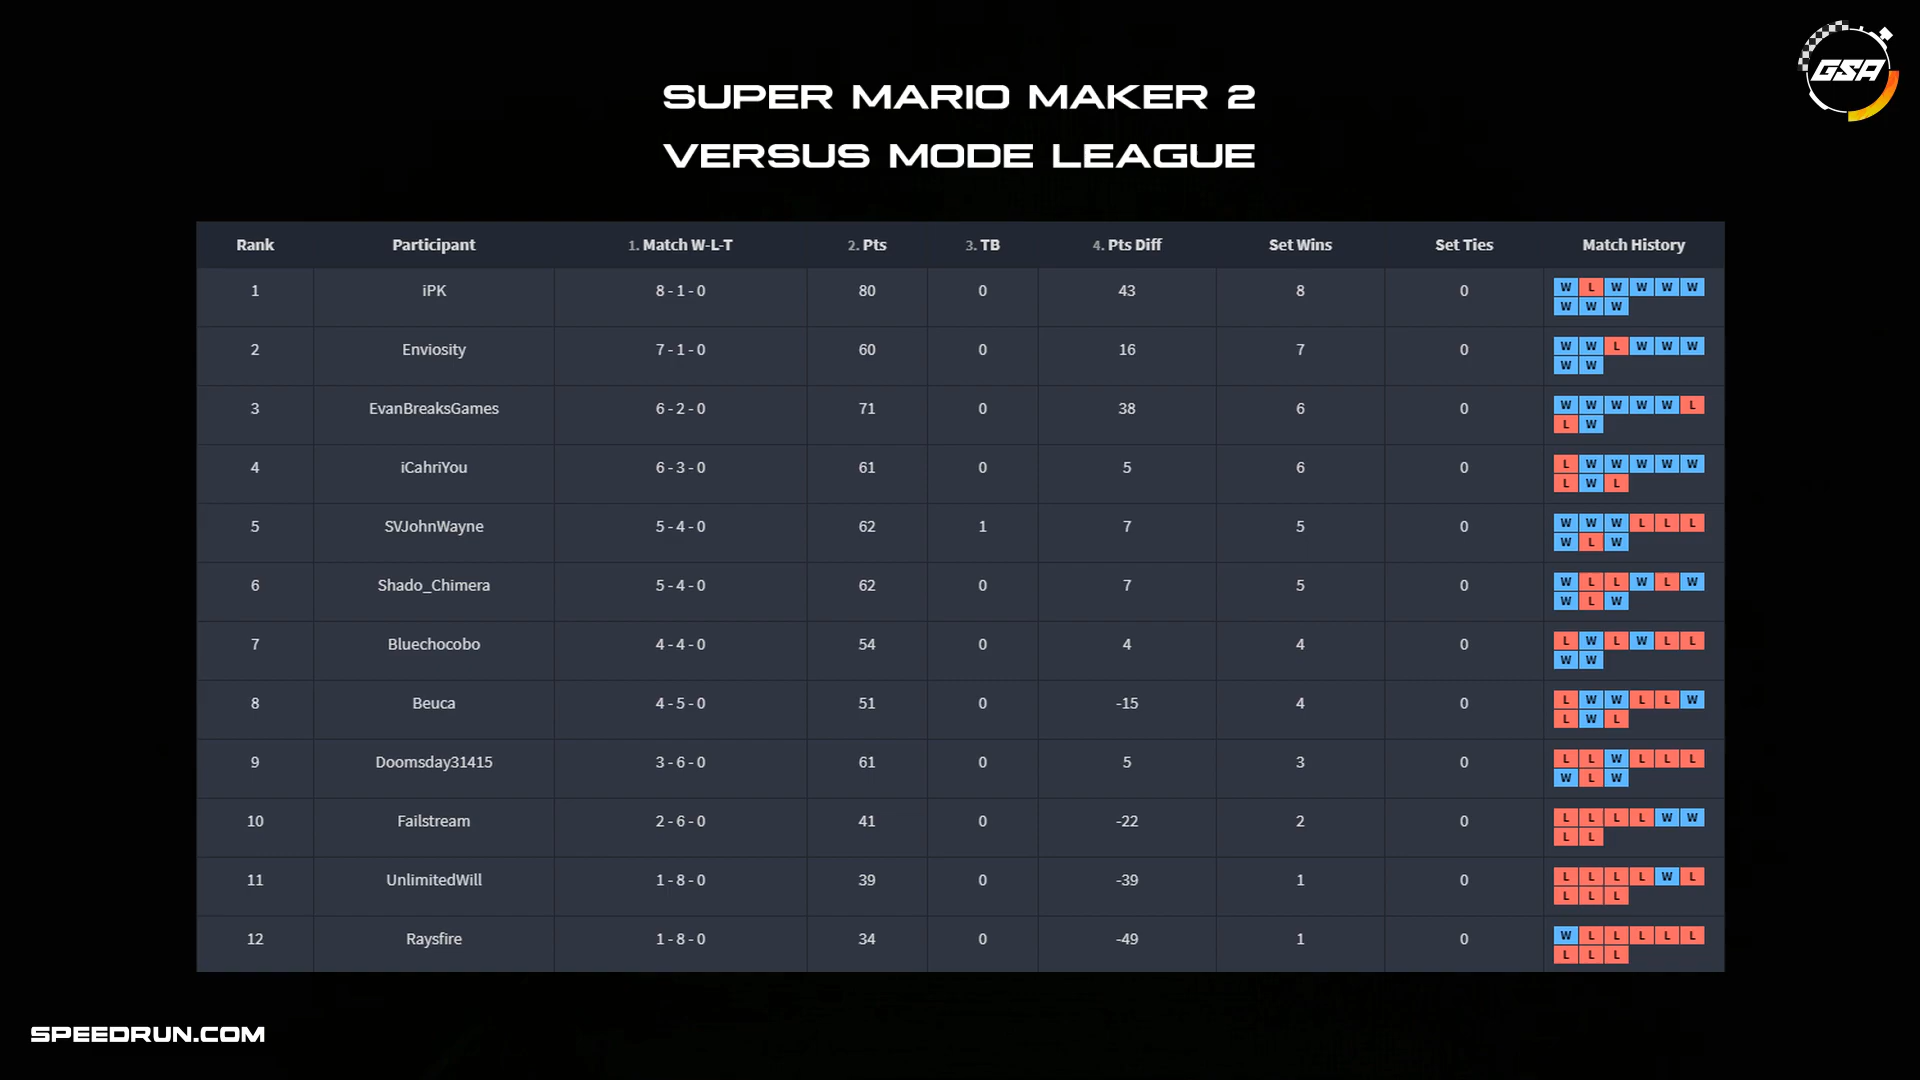 GSA
SUPER MARIO MAKER 2
VERSUS MODE LEAGUE
Rank Participant 1. Match W-L-T 2. Pts 3. TB 4. Pts Diff Set Wins Set Ties Match History
1 iPK 8 - 1 - 0 80 0 43 8 0 W L W W W W
W W W
2 Enviosity 7 - 1 - 0 60 0 16 7 0 W W L W W W
W W
3 EvanBreaksGames 6 - 2 - 0 71 0 38 6 0 W W W W W L
L W
4 iCahriYou 6 - 3 - 0 61 0 5 6 0 L W W W W W
L W L
5 SVJohnWayne 5 - 4 - 0 62 1 7 5 0 W W W L L L
W L W
6 Shado_Chimera 5 - 4 - 0 62 0 7 5 0 W L L W L W
W L W
7 Bluechocobo 4 - 4 - 0 54 0 4 4 0 L W L W L L
W W
8 Beuca 4 - 5 - 0 51 0 -15 4 0 L W W L L W
L W L
9 Doomsday31415 3 - 6 - 0 61 0 5 3 0 L L W L L L
W L W
10 Failstream 2 - 6 - 0 41 0 -22 2 0 L L L L W W
L L
11 UnlimitedWill 1 - 8 - 0 39 0 -39 1 0 L L L L W L
L L L
12 Raysfire 1 - 8 - 0 34 0 -49 1 0 W L L L L L
L L L
SPEEDRUN.COM